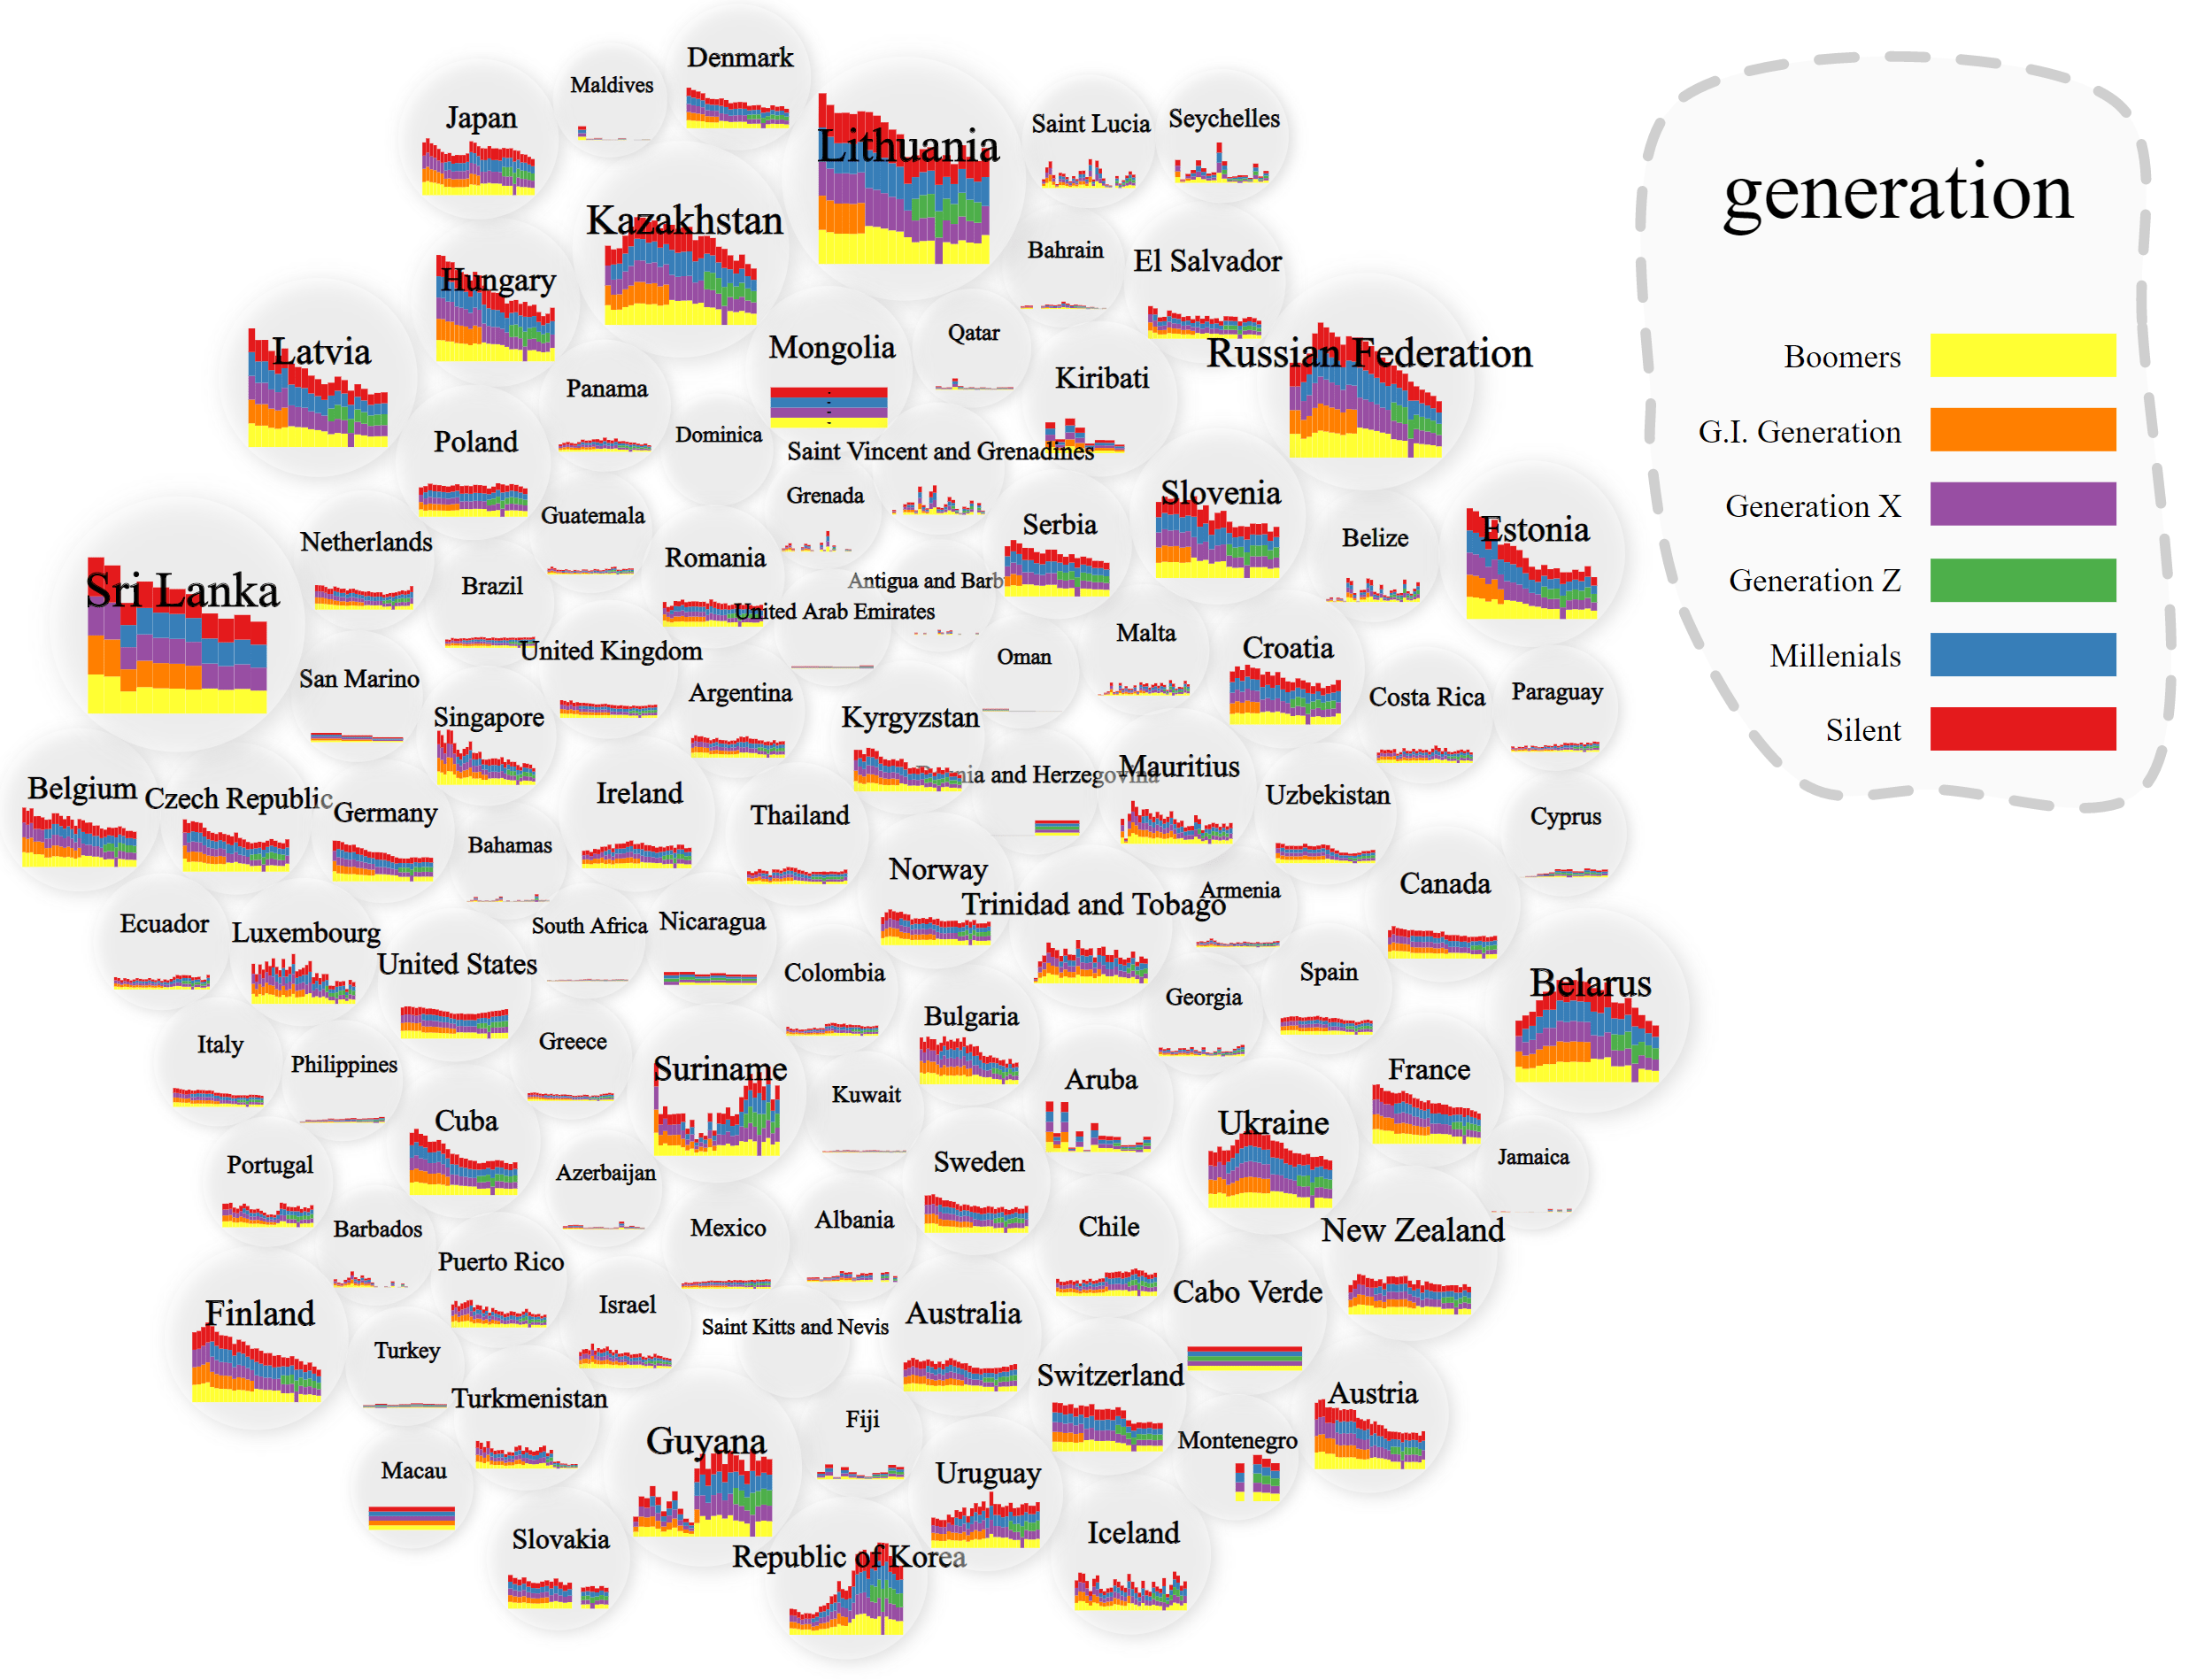 Denmark
Maldives
Japan
Lithuania
Saint Lucia
Seychelles
Kazakhstan
Bahrain
El Salvador
Hungary
Latvia
Mongolia
Qatar
Kiribati
Russian Federation
Panama
Poland
Dominica
Saint Vincent and Grenadines
Grenada
Slovenia
Guatemala
Serbia
Estonia
Belize
Netherlands
Romania
Brazil
Antigua and Barb
Sri Lanka
United Arab Emirates
Malta
Croatia
United Kingdom
Oman
San Marino
Argentina
Costa Rica
Paraguay
Singapore
Kyrgyzstan
and Herzegovina
Mauritius
Belgium
Czech Republic
Germany
Ireland
Thailand
Uzbekistan
Cyprus
Bahamas
Norway
Trinidad and Tobago
Armenia
Canada
Ecuador
Luxembourg
South Africa
Nicaragua
United States
Colombia
Spain
Belarus
Georgia
Bulgaria
Italy
Philippines
Greece
Suriname
Kuwait
Aruba
France
Cuba
Ukraine
Portugal
Azerbaijan
Sweden
Jamaica
Barbados
Mexico
Albania
Chile
New Zealand
Puerto Rico
Cabo Verde
Finland
Israel
Saint Kitts and Nevis
Australia
Turkey
Switzerland
Turkmenistan
Austria
Guyana
Fiji
Montenegro
Macau
Uruguay
Slovakia
Republic of Korea
Iceland
generation
Boomers
G.I. Generation
Generation X
Generation Z
Millenials
Silent